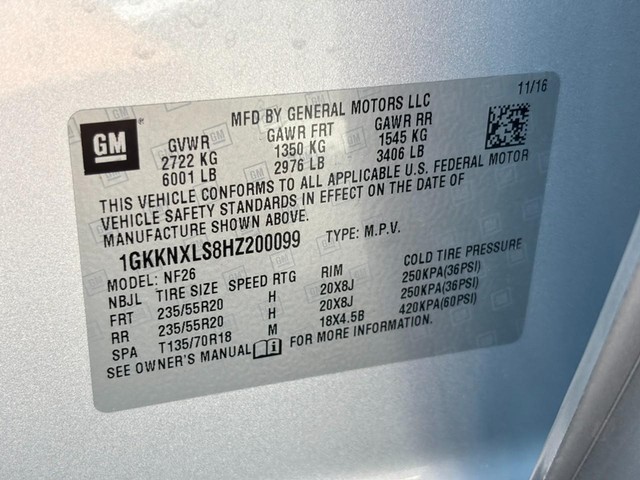 11/16
MFD BY GENERAL MOTORS LLC
GM
GVWR GAWR FRT GAWR RR
2722 KG 1350 KG 1545 KG
6001 LB 2976 LB 3406 LB
THIS VEHICLE CONFORMS TO ALL APPLICABLE U.S. FEDERAL MOTOR
VEHICLE SAFETY STANDARDS IN EFFECT ON THE DATE OF
MANUFACTURE SHOWN ABOVE.
1GKKNXLS8HZ200099 TYPE: M.P.V.
MODEL: NF26
NBJL TIRE SIZE SPEED RTG RIM COLD TIRE PRESSURE
FRT 235/55R20 H 20X8J 250KPA(36PSI)
RR 235/55R20 H 20X8J 250KPA(36PSI)
SPA T135/70R18 M 18X4.5B 420KPA(60PSI)
SEE OWNER'S MANUAL FOR MORE INFORMATION.